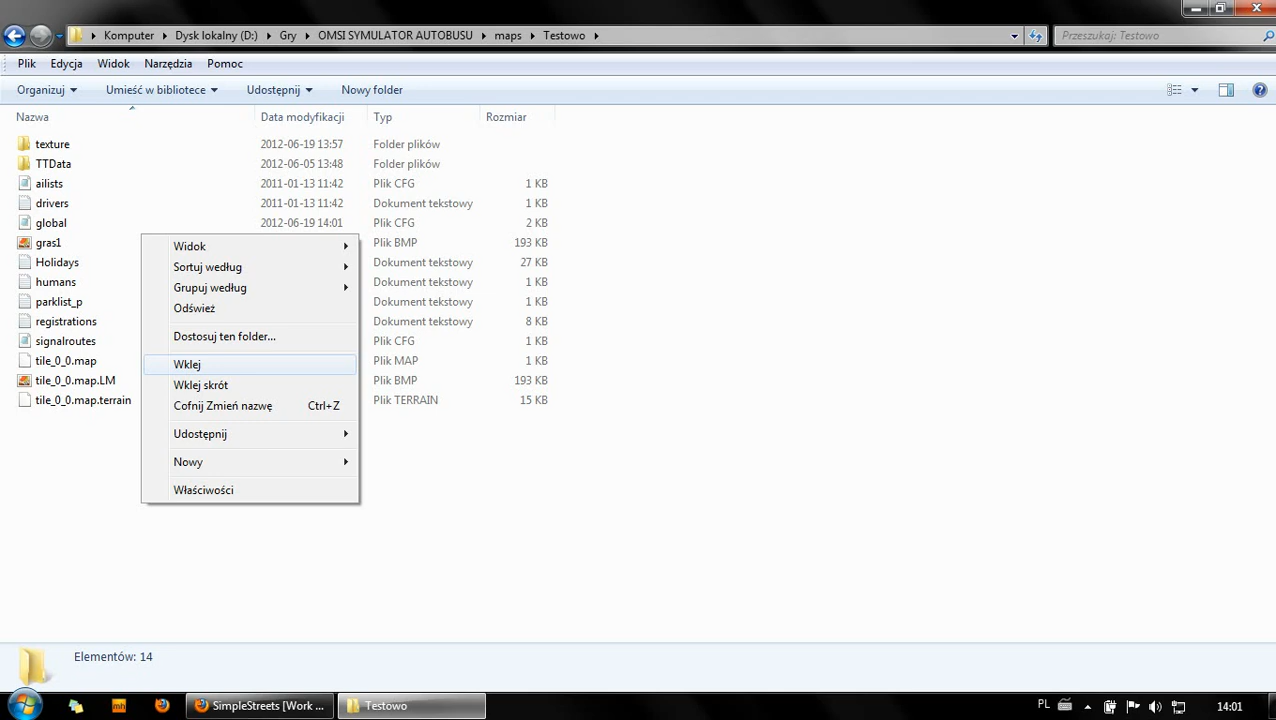 Komputer Dysk lokalny (D:) Gry OMSI SYMULATOR AUTOBUSU maps Testowo Przeszukaj: Testowo
Plik Edycja Widok Narzędzia Pomoc
Organizuj Umieść w bibliotece Udostępnij Nowy folder
Nazwa Data modyfikacji Typ Rozmiar
texture 2012-06-19 13:57 Folder plików
TTData 2012-06-05 13:48 Folder plików
ailists 2011-01-13 11:42 Plik CFG 1 KB
drivers 2011-01-13 11:42 Dokument tekstowy 1 KB
global 2012-06-19 14:01 Plik CFG 2 KB
gras1 Plik BMP 193 KB
Holidays Dokument tekstowy 27 KB
humans Dokument tekstowy 1 KB
parklist_p Dokument tekstowy 1 KB
registrations Dokument tekstowy 8 KB
signalroutes Plik CFG 1 KB
tile_0_0.map Plik MAP 1 KB
tile_0_0.map.LM Plik BMP 193 KB
tile_0_0.map.terrain Plik TERRAIN 15 KB
Widok
Sortuj według
Grupuj według
Odśwież
Dostosuj ten folder...
Wklej
Wklej skrót
Cofnij Zmień nazwę Ctrl+Z
Udostępnij
Nowy
Właściwości
Elementów: 14
mh SimpleStreets [Work ... Testowo PL 14:01